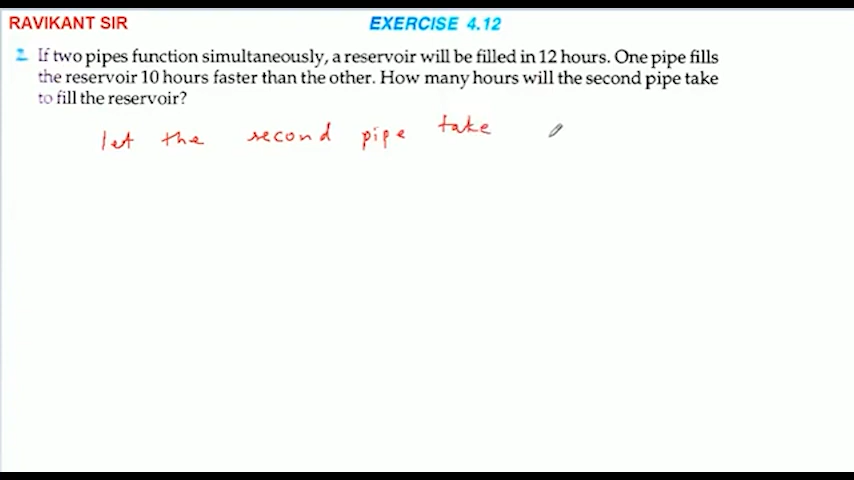 RAVIKANT SIR EXERCISE 4.12
2. If two pipes function simultaneously, a reservoir will be filled in 12 hours. One pipe fills
the reservoir 10 hours faster than the other. How many hours will the second pipe take
to fill the reservoir?
let the second pipe take